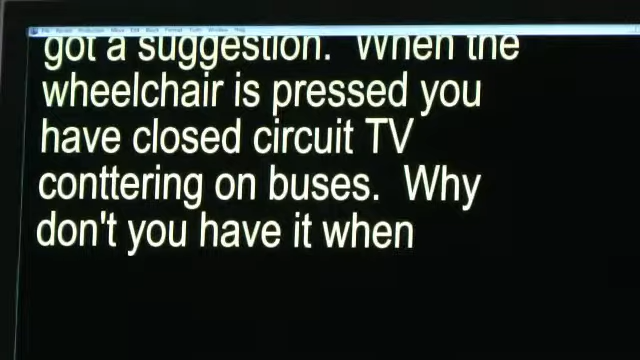 got a suggestion.  When the
wheelchair is pressed you
have closed circuit TV
conttering on buses.  Why
don't you have it when